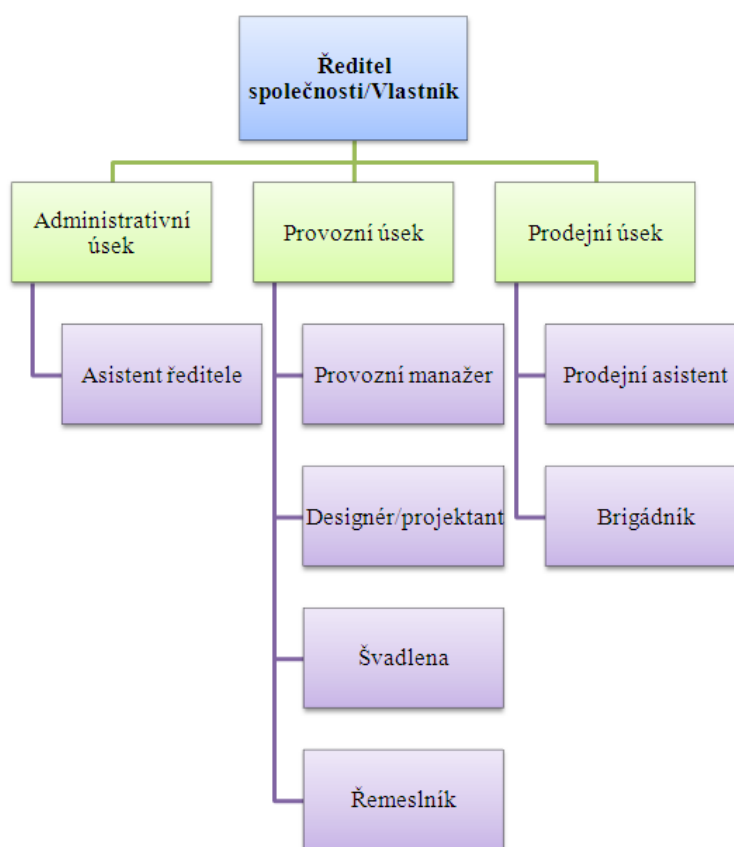 Ředitel
společnosti/Vlastník
Administrativní
úsek
Provozní úsek
Prodejní úsek
Asistent ředitele
Provozní manažer
Prodejní asistent
Designér/projektant
Brigádník
Švadlena
Řemeslník